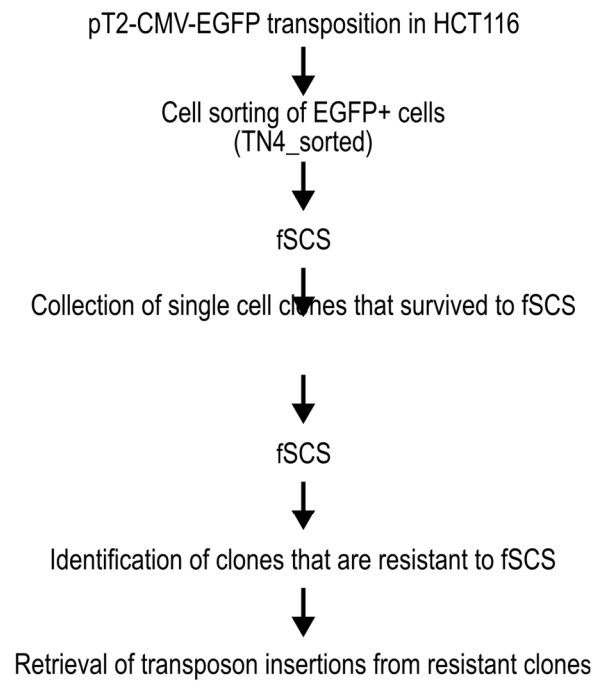 pT2-CMV-EGFP transposition in HCT116
Cell sorting of EGFP+ cells
(TN4_sorted)
fSCS
Collection of single cell clones that survived to fSCS
fSCS
Identification of clones that are resistant to fSCS
Retrieval of transposon insertions from resistant clones